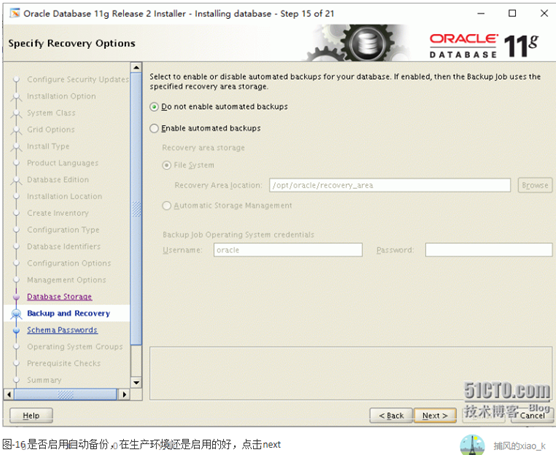 Oracle Database 11g Release 2 Installer - Installing database - Step 15 of 21
Specify Recovery Options
ORACLE
DATABASE 11g
Configure Security Updates
Installation Option
System Class
Grid Options
Install Type
Product Languages
Database Edition
Installation Location
Create Inventory
Configuration Type
Database Identifiers
Configuration Options
Management Options
Database Storage
Backup and Recovery
Schema Passwords
Operating System Groups
Prerequisite Checks
Summary
Select to enable or disable automated backups for your database. If enabled, then the Backup Job uses the
specified recovery area storage.
Do not enable automated backups
Enable automated backups
Recovery area storage
File System
Recovery Area location: /opt/oracle/recovery_area Browse
Automatic Storage Management
Backup Job Operating System credentials
Username: oracle Password:
Help < Back Next > Cancel
51CTO.com
技术博客 Blog
图-16是否启用自动备份,在生产环境还是启用的好，点击next
捕风的xiao_k